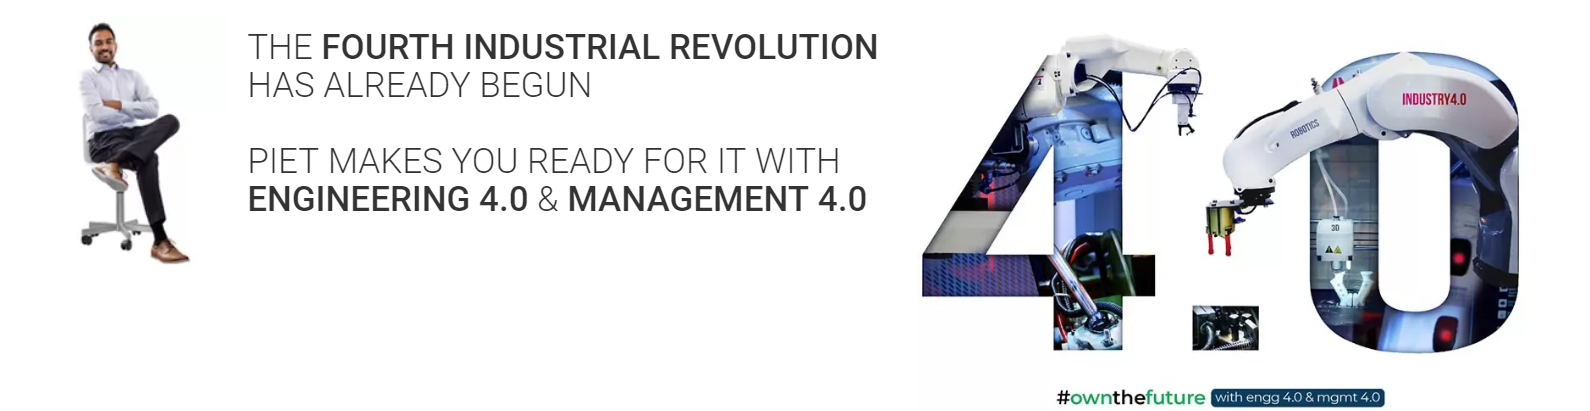 THE FOURTH INDUSTRIAL REVOLUTION
HAS ALREADY BEGUN
PIET MAKES YOU READY FOR IT WITH
ENGINEERING 4.0 & MANAGEMENT 4.0
4.0
INDUSTRY4.0
ROBOTICS
3D
#ownthefuture with engg 4.0 & mgmt 4.0